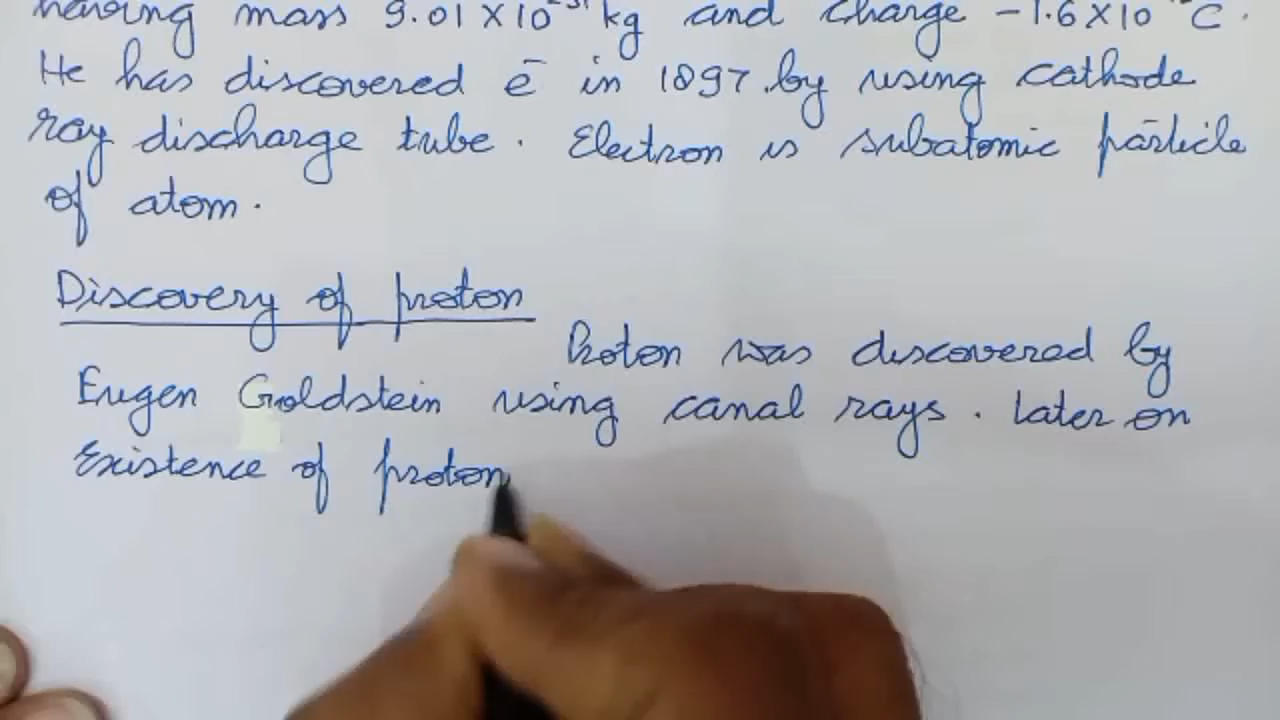 having mass 9.01 X 10⁻³¹ kg and charge -1.6 X 10 C.
He has discovered ē in 1897 by using cathode
ray discharge tube. Electron is subatomic particle
of atom.
Discovery of proton
Proton was discovered by
Eugen Goldstein using canal rays. Later on
Existence of proton